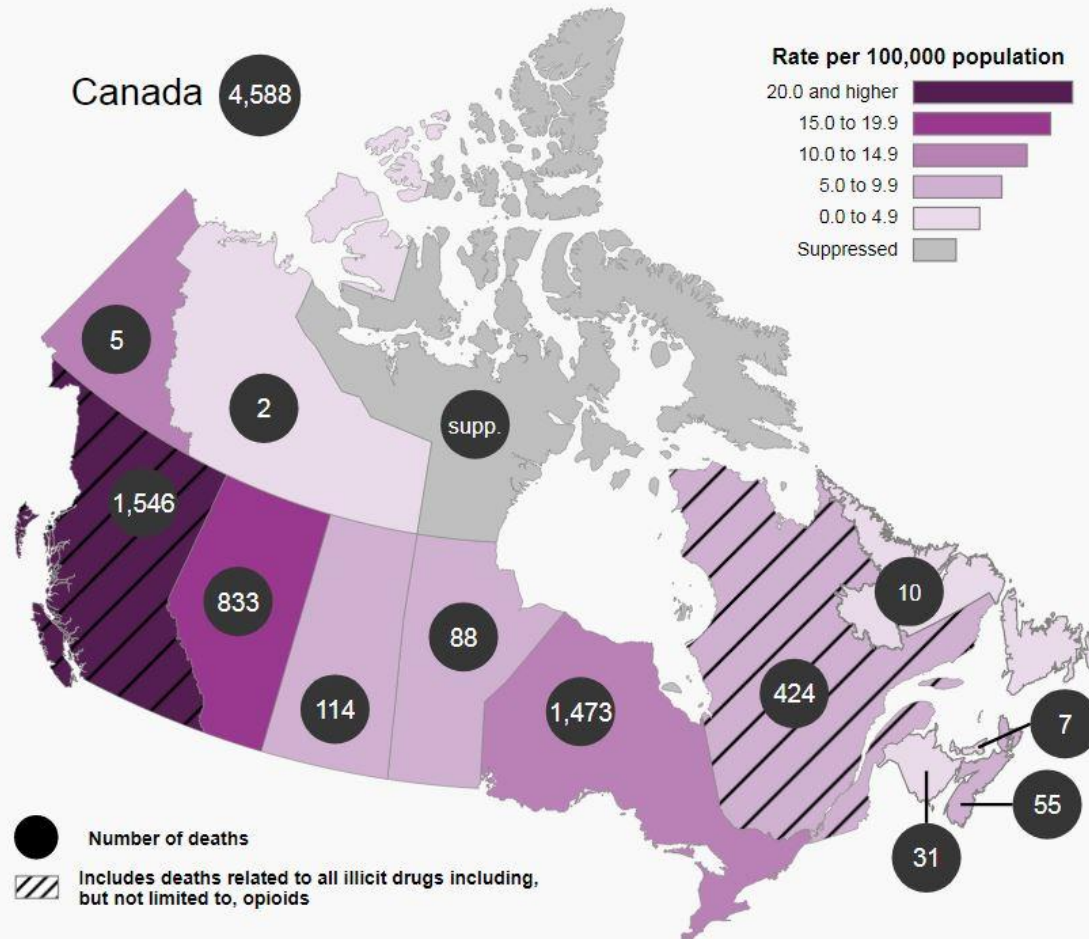 Canada 4,588
Rate per 100,000 population
20.0 and higher
15.0 to 19.9
10.0 to 14.9
5.0 to 9.9
0.0 to 4.9
Suppressed
5
2
supp.
1,546
833
114
88
1,473
424
10
7
55
31
Number of deaths
Includes deaths related to all illicit drugs including,
but not limited to, opioids